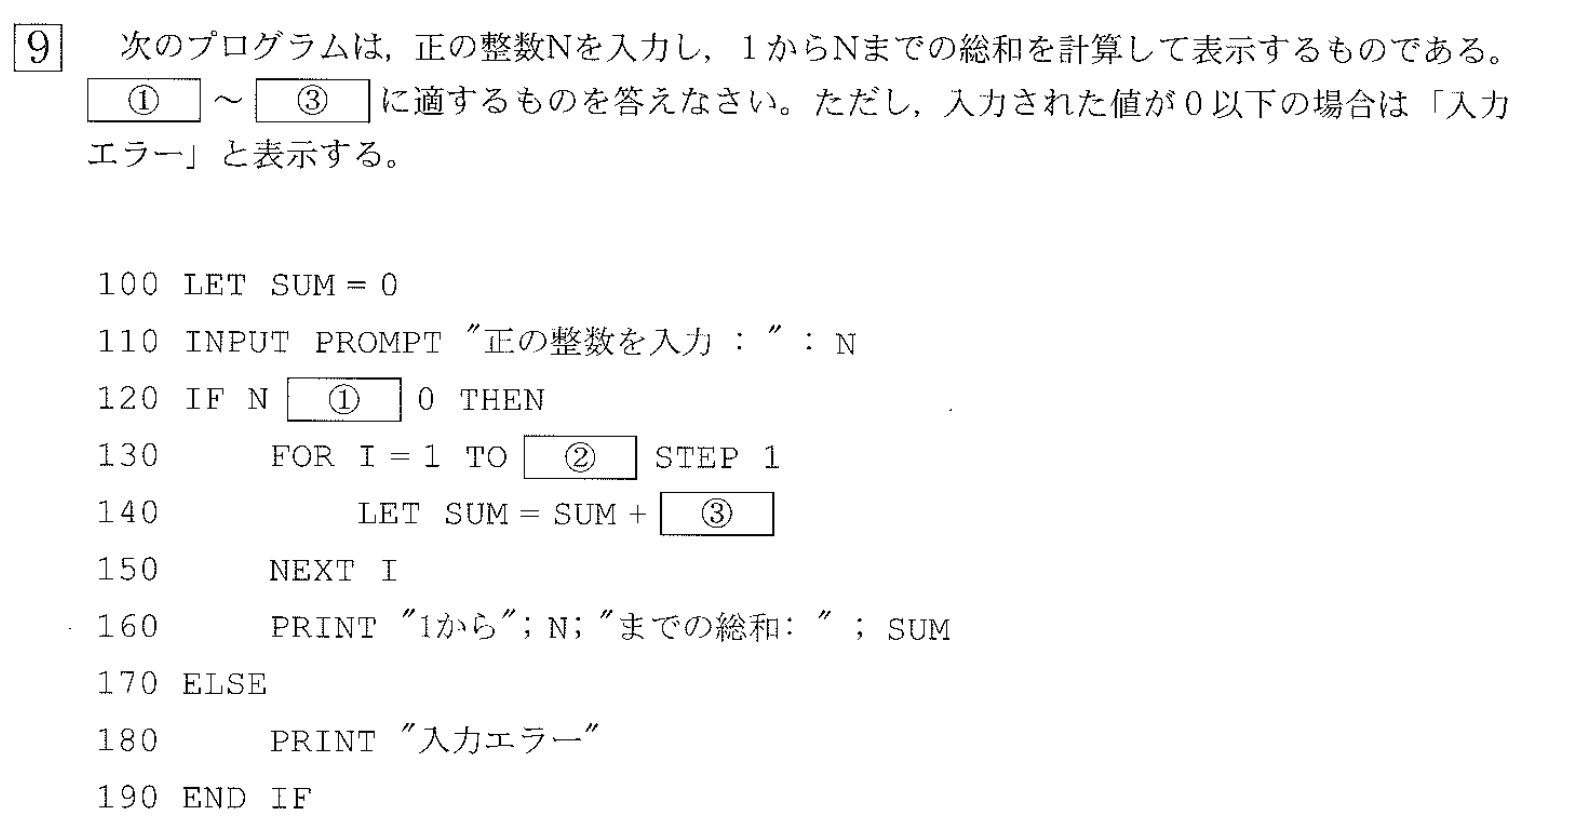 9 次のプログラムは，正の整数Nを入力し，1からNまでの総和を計算して表示するものである。
① ～ ③ に適するものを答えなさい。ただし，入力された値が0以下の場合は「入力
エラー」と表示する。
100 LET SUM = 0
110 INPUT PROMPT ″正の整数を入力：″：N
120 IF N ① 0 THEN
130 FOR I = 1 TO ② STEP 1
140 LET SUM = SUM + ③
150 NEXT I
160 PRINT ″1から″; N; ″までの総和：″ ; SUM
170 ELSE
180 PRINT ″入力エラー″
190 END IF